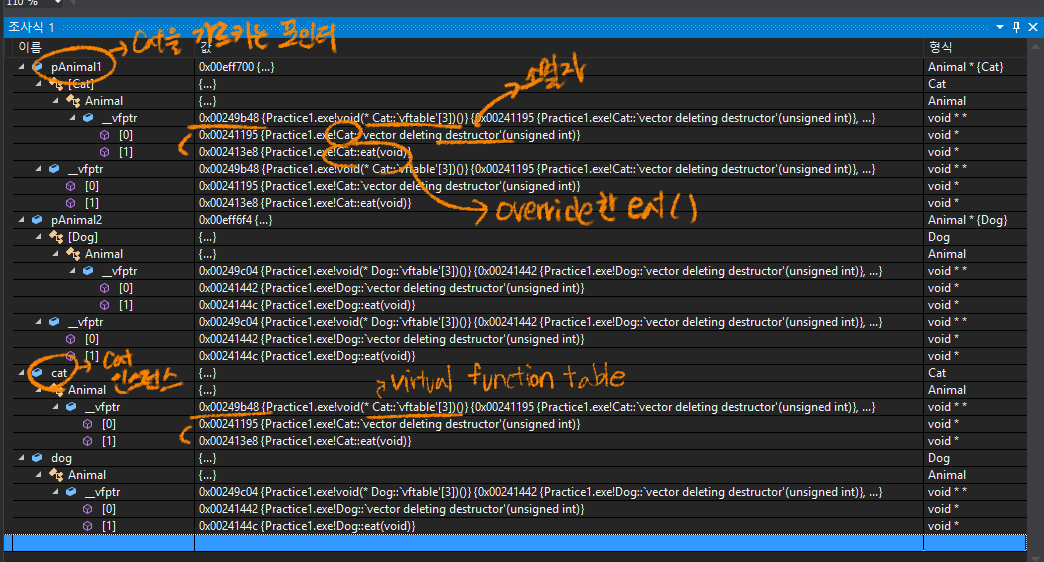 110 %
조사식 1
Cat을 가르키는 포인터
이름 값 형식
pAnimal1 0x00eff700 {...} Animal * {Cat}
[Cat] {...} Cat
소멸자
Animal {...} Animal
__vfptr 0x00249b48 {Practice1.exe!void(* Cat::`vftable'[3])()} {0x00241195 {Practice1.exe!Cat::`vector deleting destructor'(unsigned int)}, ...} void * *
[0] 0x00241195 {Practice1.exe!Cat::`vector deleting destructor'(unsigned int)} void *
[1] 0x002413e8 {Practice1.exe!Cat::eat(void)} void *
__vfptr 0x00249b48 {Practice1.exe!void(* Cat::`vftable'[3])()} {0x00241195 {Practice1.exe!Cat::`vector deleting destructor'(unsigned int)}, ...} void * *
[0] 0x00241195 {Practice1.exe!Cat::`vector deleting destructor'(unsigned int)} void *
[1] 0x002413e8 {Practice1.exe!Cat::eat(void)} void *
override한 eat()
pAnimal2 0x00eff6f4 {...} Animal * {Dog}
[Dog] {...} Dog
Animal {...} Animal
__vfptr 0x00249c04 {Practice1.exe!void(* Dog::`vftable'[3])()} {0x00241442 {Practice1.exe!Dog::`vector deleting destructor'(unsigned int)}, ...} void * *
[0] 0x00241442 {Practice1.exe!Dog::`vector deleting destructor'(unsigned int)} void *
[1] 0x0024144c {Practice1.exe!Dog::eat(void)} void *
__vfptr 0x00249c04 {Practice1.exe!void(* Dog::`vftable'[3])()} {0x00241442 {Practice1.exe!Dog::`vector deleting destructor'(unsigned int)}, ...} void * *
[0] 0x00241442 {Practice1.exe!Dog::`vector deleting destructor'(unsigned int)} void *
[1] 0x0024144c {Practice1.exe!Dog::eat(void)} void *
Cat
인스턴스
cat {...} Cat
virtual function table
Animal {...} Animal
__vfptr 0x00249b48 {Practice1.exe!void(* Cat::`vftable'[3])()} {0x00241195 {Practice1.exe!Cat::`vector deleting destructor'(unsigned int)}, ...} void * *
[0] 0x00241195 {Practice1.exe!Cat::`vector deleting destructor'(unsigned int)} void *
[1] 0x002413e8 {Practice1.exe!Cat::eat(void)} void *
dog {...} Dog
Animal {...} Animal
__vfptr 0x00249c04 {Practice1.exe!void(* Dog::`vftable'[3])()} {0x00241442 {Practice1.exe!Dog::`vector deleting destructor'(unsigned int)}, ...} void * *
[0] 0x00241442 {Practice1.exe!Dog::`vector deleting destructor'(unsigned int)} void *
[1] 0x0024144c {Practice1.exe!Dog::eat(void)} void *